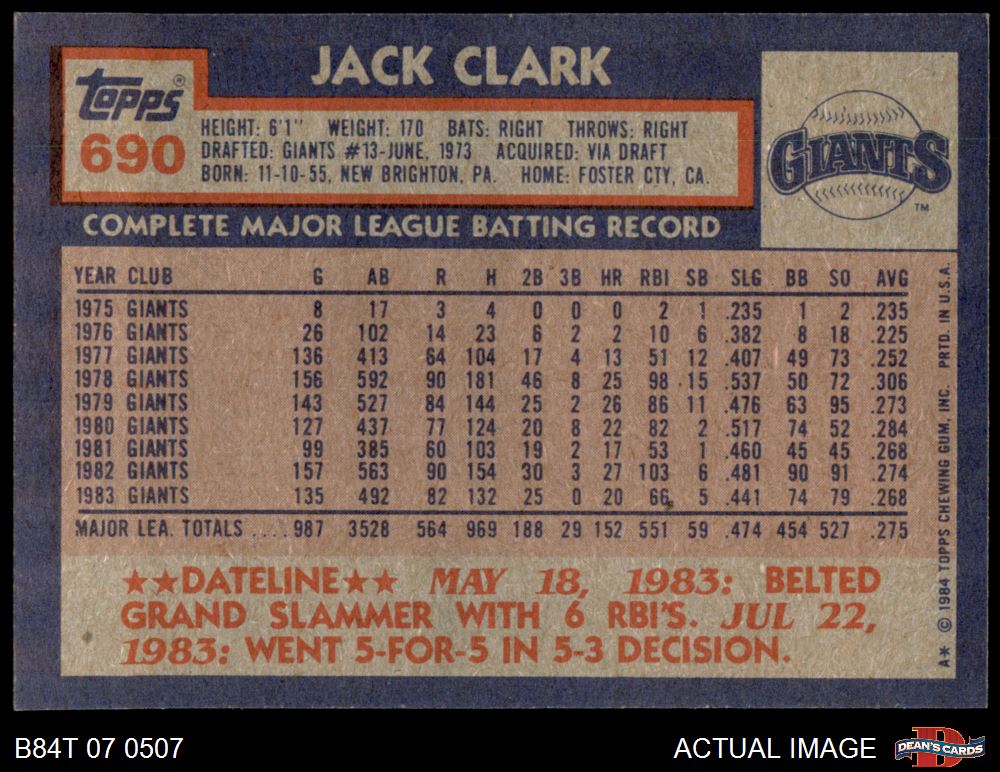 JACK CLARK
topps®
690
HEIGHT: 6'1" WEIGHT: 170 BATS: RIGHT THROWS: RIGHT
DRAFTED: GIANTS #13-JUNE, 1973 ACQUIRED: VIA DRAFT
BORN: 11-10-55, NEW BRIGHTON, PA. HOME: FOSTER CTY, CA.
GIANTS
TM
COMPLETE MAJOR LEAGUE BATTING RECORD
YEAR CLUB G AB R H 2B 3B HR RBI SB SLG BB SO AVG
1975 GIANTS 8 17 3 4 0 0 0 2 1 .235 1 2 .235
1976 GIANTS 26 102 14 23 6 2 2 10 6 .382 8 18 .225
1977 GIANTS 136 413 64 104 17 4 13 51 12 .407 49 73 .252
1978 GIANTS 156 592 90 181 46 8 25 98 15 .537 50 72 .306
1979 GIANTS 143 527 84 144 25 2 26 86 11 .476 63 95 .273
1980 GIANTS 127 437 77 124 20 8 22 82 2 .517 74 52 .284
1981 GIANTS 99 385 60 103 19 2 17 53 1 .460 45 45 .268
1982 GIANTS 157 563 90 154 30 3 27 103 6 .481 90 91 .274
1983 GIANTS 135 492 82 132 25 0 20 66 5 .441 74 79 .268
MAJOR LEA. TOTALS ....987 3528 564 969 188 29 152 551 59 .474 454 527 .275
★★DATELINE★★ MAY 18, 1983: BELTED
GRAND SLAMMER WITH 6 RBI'S. JUL 22,
1983: WENT 5-FOR-5 IN 5-3 DECISION.
A* © 1984 TOPPS CHEWING GUM, INC. PRTD. IN U.S.A.
B84T 07 0507
ACTUAL IMAGE
DEAN'S CARDS